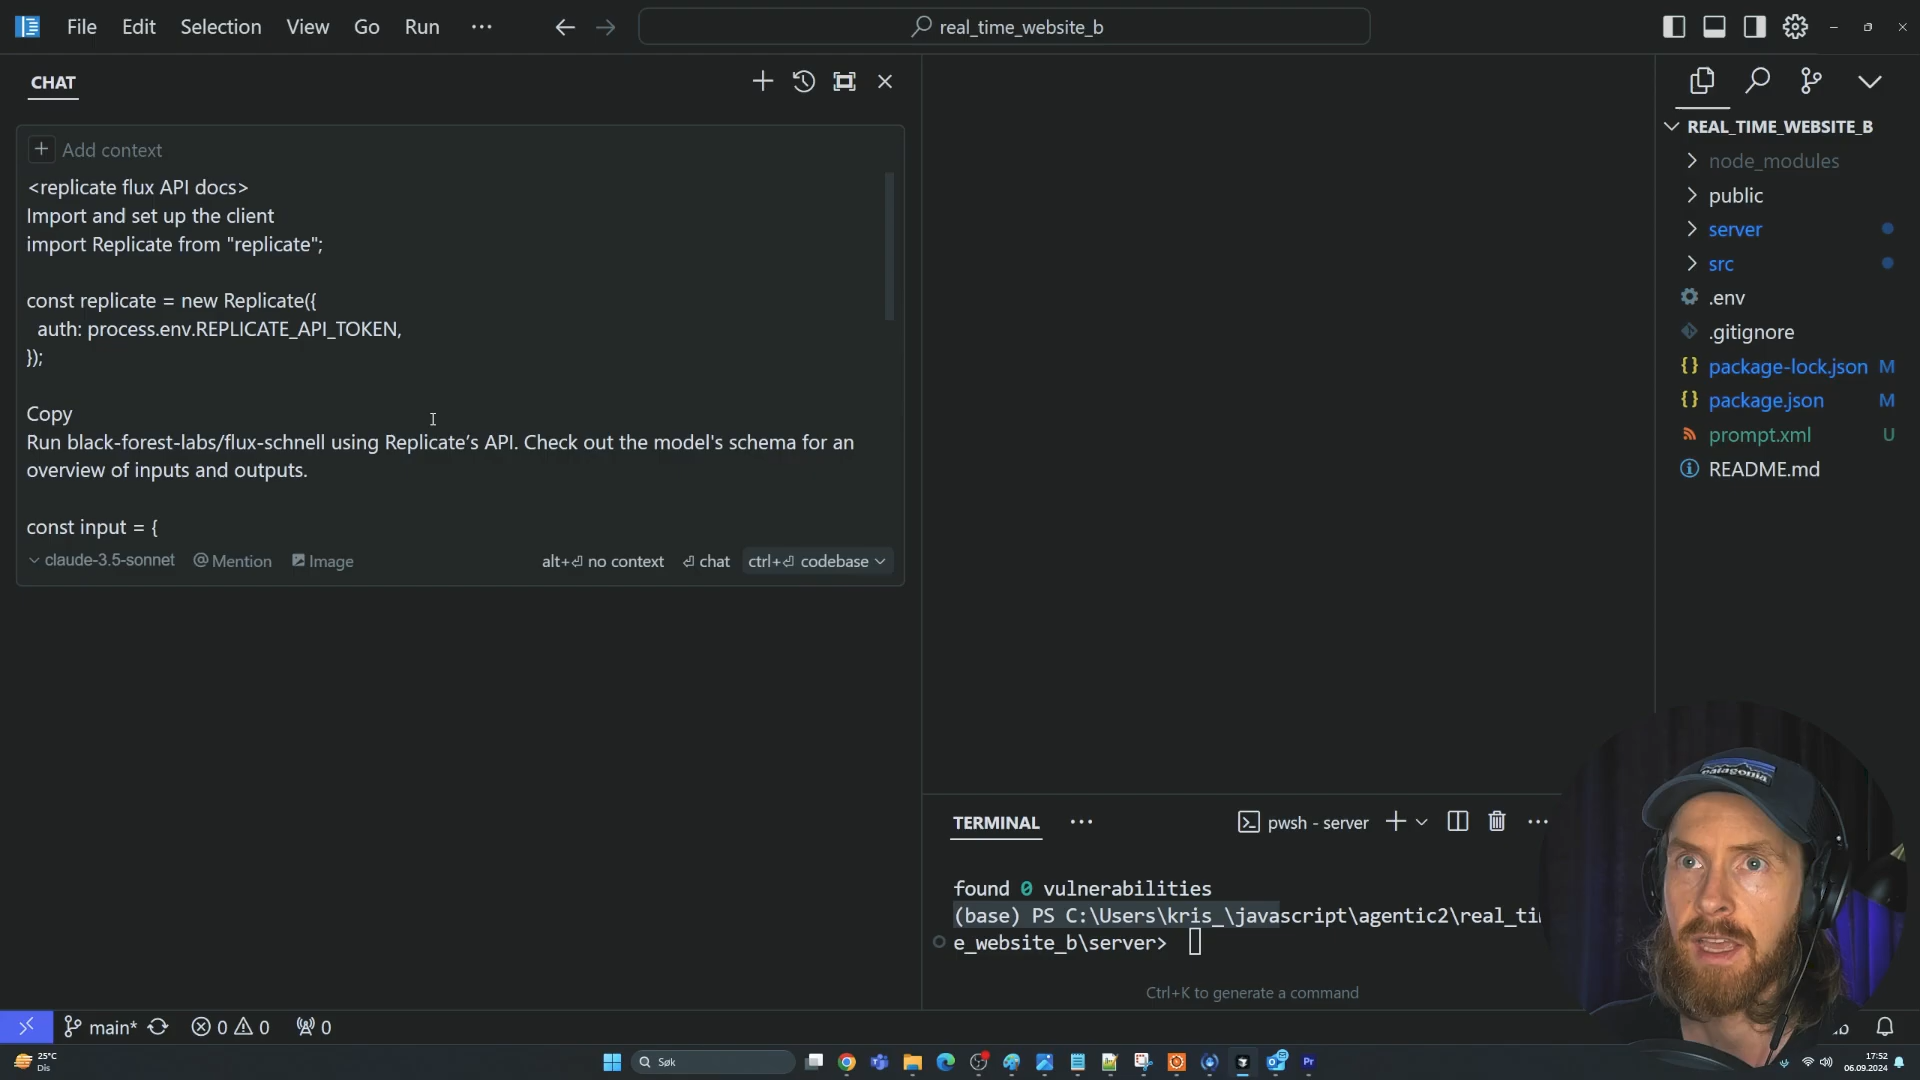 File Edit Selection View Go Run ···
real_time_website_b
CHAT
Add context
<replicate flux API docs>
Import and set up the client
import Replicate from "replicate";
const replicate = new Replicate({
auth: process.env.REPLICATE_API_TOKEN,
});
Copy
Run black-forest-labs/flux-schnell using Replicate’s API. Check out the model's schema for an
overview of inputs and outputs.
const input = {
claude-3.5-sonnet @ Mention Image alt+⏎ no context ⏎ chat ctrl+⏎ codebase
REAL_TIME_WEBSITE_B
node_modules
public
server
src
.env
.gitignore
package-lock.json M
package.json M
prompt.xml U
README.md
TERMINAL ··· pwsh - server ···
found 0 vulnerabilities
(base) PS C:\Users\kris_\javascript\agentic2\real_tim
e_website_b\server>
Ctrl+K to generate a command
patagonia
main* 0 0 0
25°C
Dis
Søk
Pr
17:52
06.09.2024